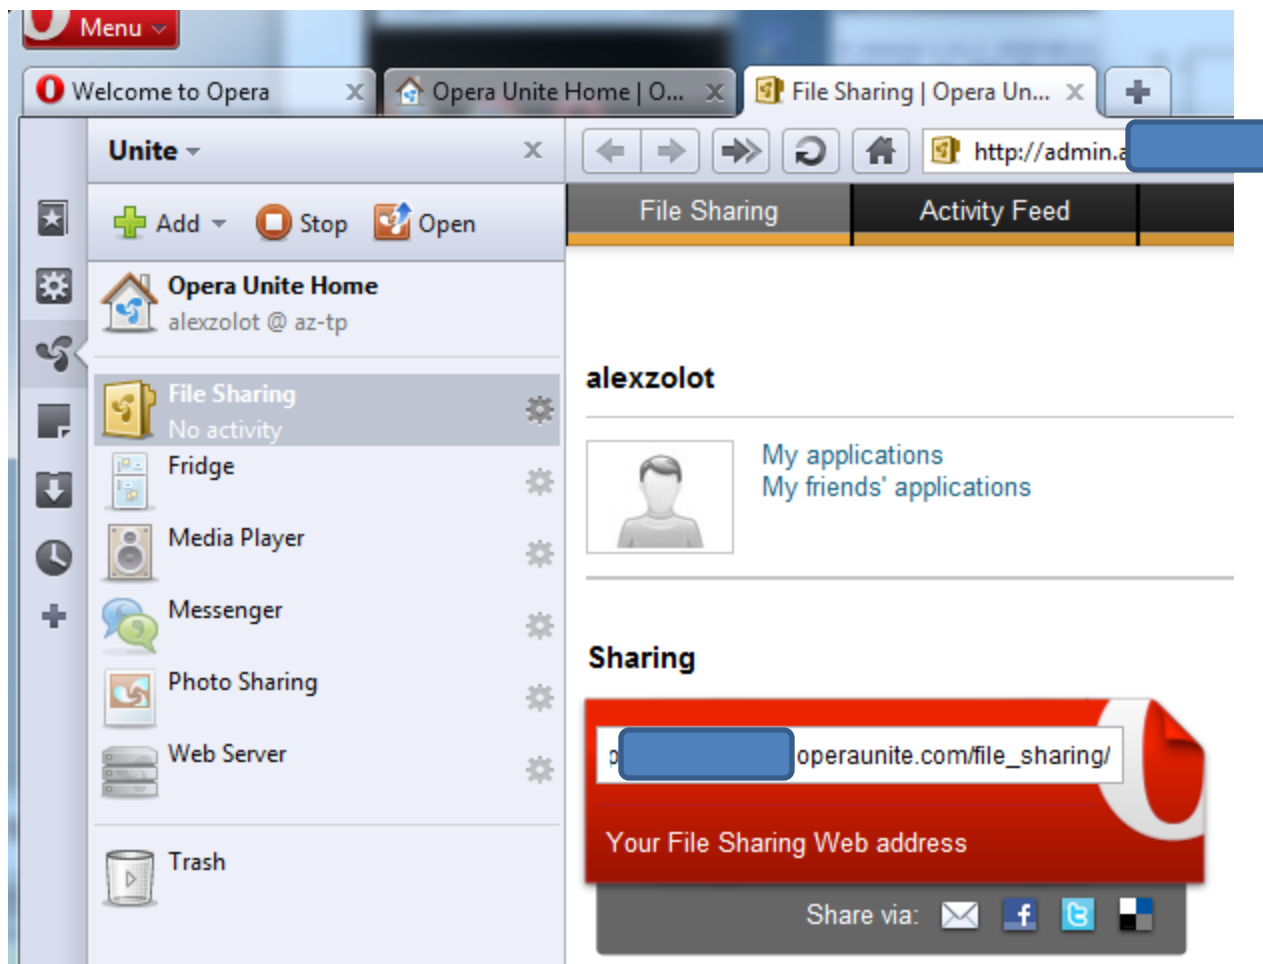 Menu
Welcome to Opera
Opera Unite Home | O...
File Sharing | Opera Un...
Unite
http://admin.a
Add
Stop
Open
File Sharing
Activity Feed
Opera Unite Home
alexzolot @ az-tp
File Sharing
No activity
Fridge
Media Player
Messenger
Photo Sharing
Web Server
Trash
alexzolot
My applications
My friends' applications
Sharing
operaunite.com/file_sharing/
Your File Sharing Web address
Share via: